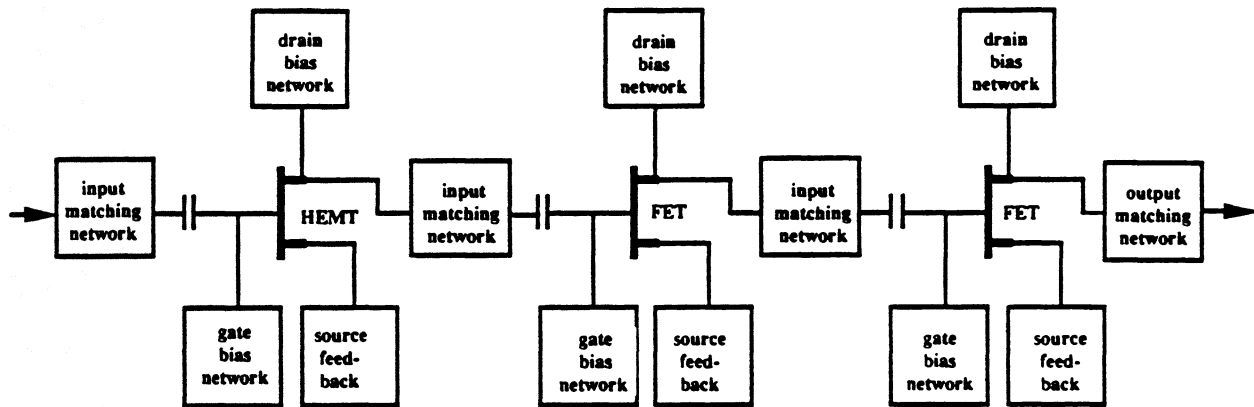 drain
bias
network
drain
bias
network
drain
bias
network
input
matching
network
HEMT
input
matching
network
FET
input
matching
network
FET
output
matching
network
gate
bias
network
source
feed-
back
gate
bias
network
source
feed-
back
gate
bias
network
source
feed-
back